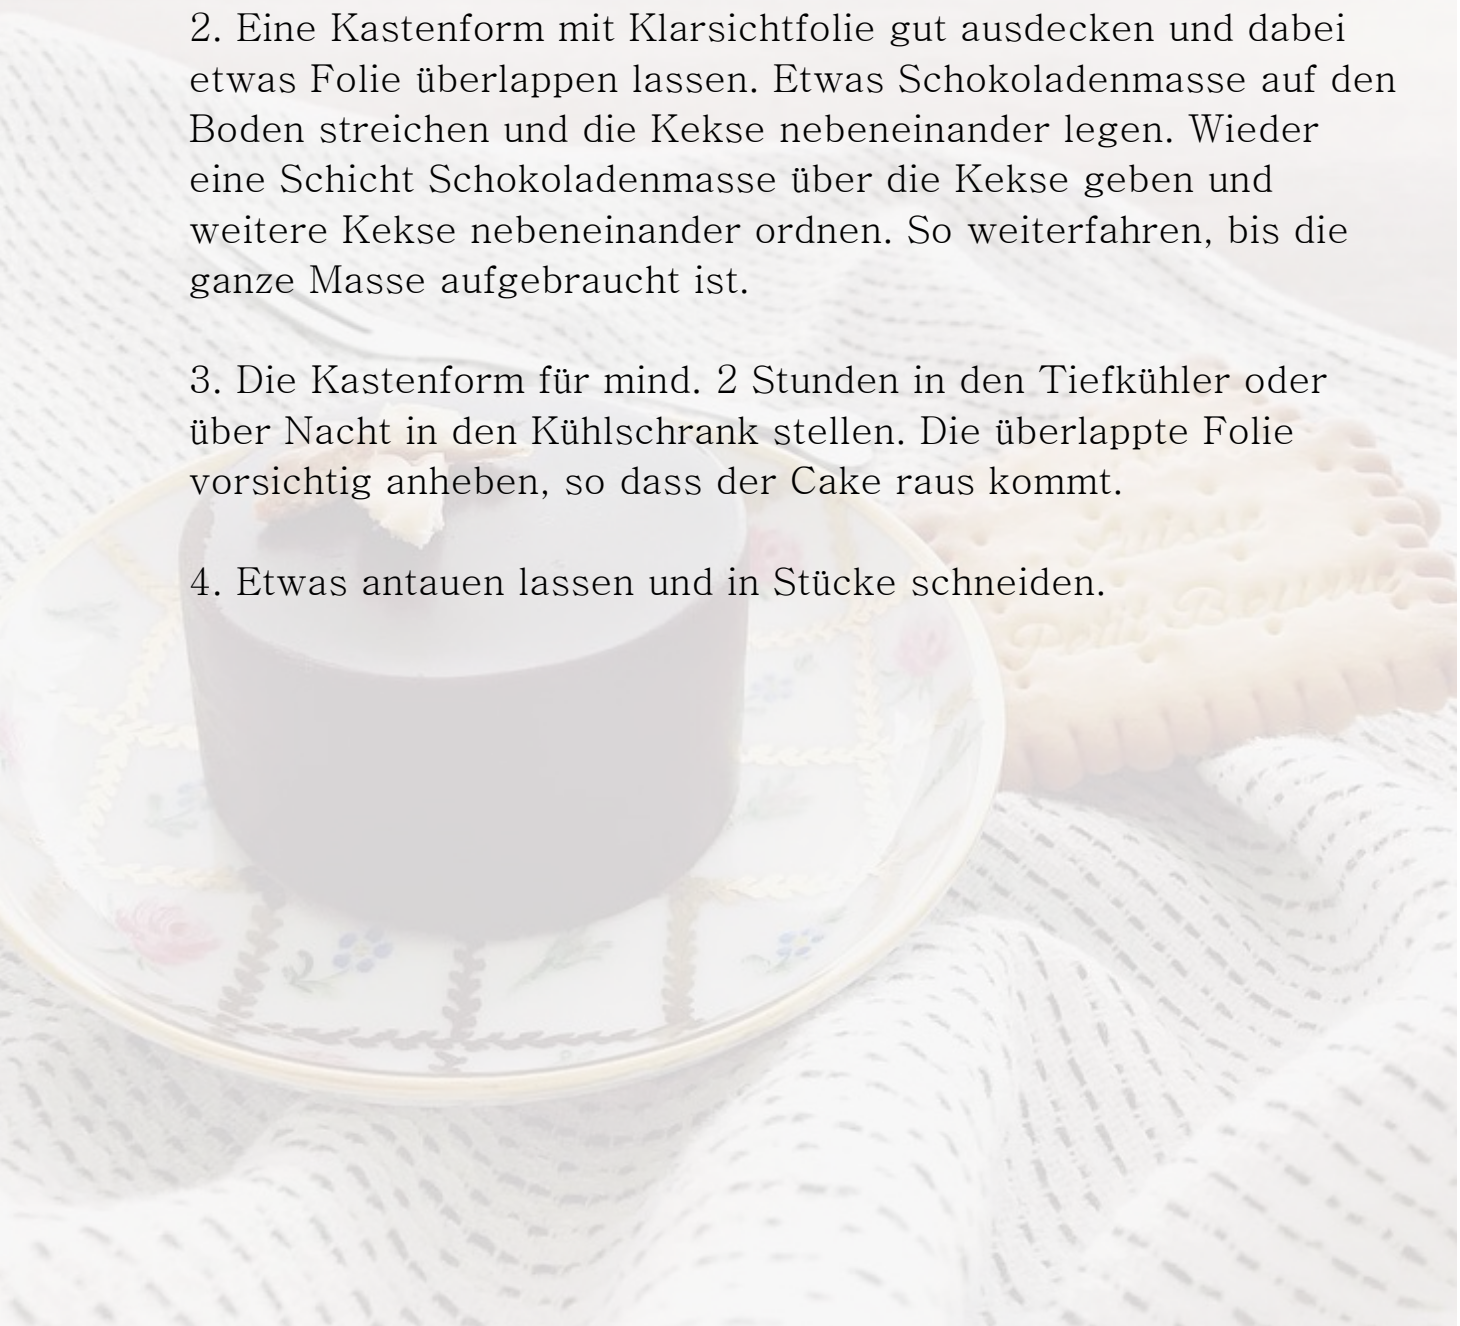 2. Eine Kastenform mit Klarsichtfolie gut ausdecken und dabei
etwas Folie überlappen lassen. Etwas Schokoladenmasse auf den
Boden streichen und die Kekse nebeneinander legen. Wieder
eine Schicht Schokoladenmasse über die Kekse geben und
weitere Kekse nebeneinander ordnen. So weiterfahren, bis die
ganze Masse aufgebraucht ist.
3. Die Kastenform für mind. 2 Stunden in den Tiefkühler oder
über Nacht in den Kühlschrank stellen. Die überlappte Folie
vorsichtig anheben, so dass der Cake raus kommt.
4. Etwas antauen lassen und in Stücke schneiden.
Petit Beurre